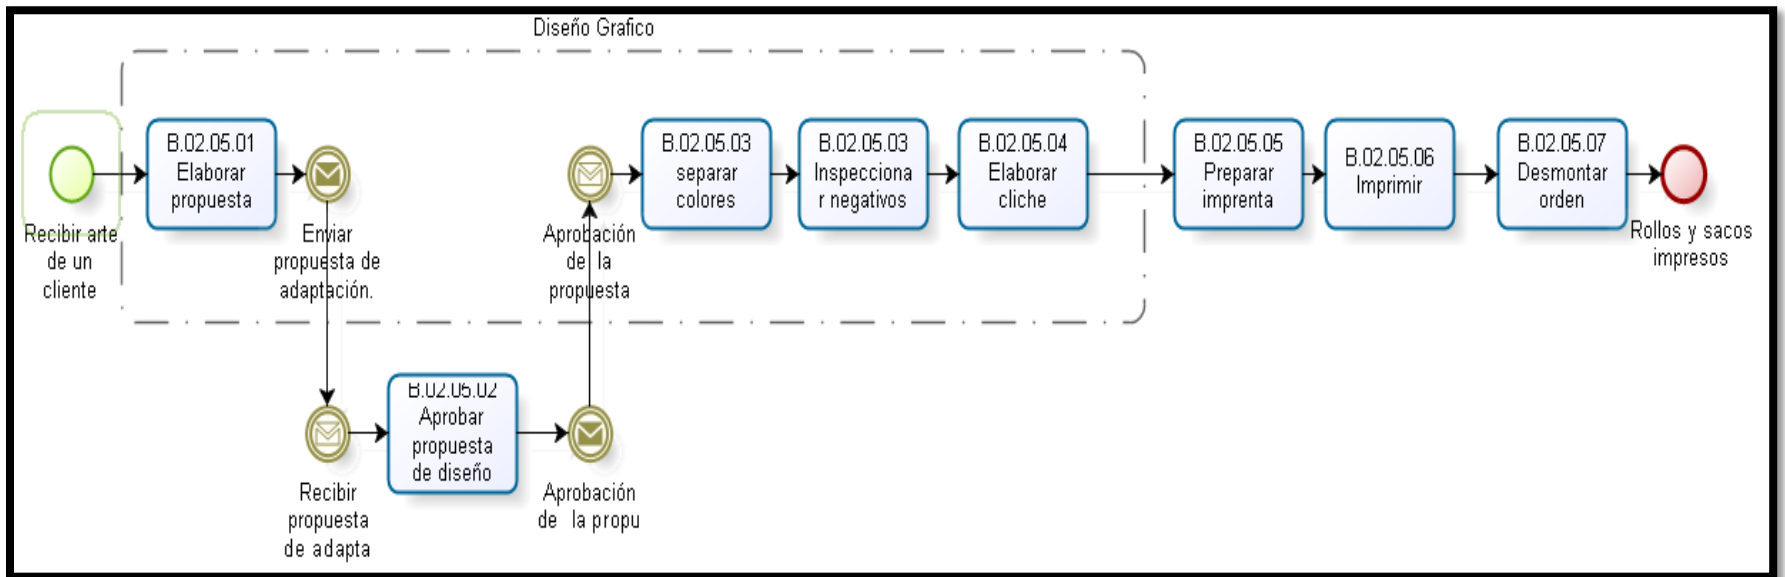 Diseño Grafico
Recibir arte
de un
cliente
B.02.05.01
Elaborar
propuesta
Enviar
propuesta de
adaptación.
Recibir
propuesta
de adapta
B.02.05.02
Aprobar
propuesta
de diseño
Aprobación
de la propu
Aprobación
de la
propuesta
B.02.05.03
separar
colores
B.02.05.03
Inspecciona
r negativos
B.02.05.04
Elaborar
cliche
B.02.05.05
Preparar
imprenta
B.02.05.06
Imprimir
B.02.05.07
Desmontar
orden
Rollos y sacos
impresos